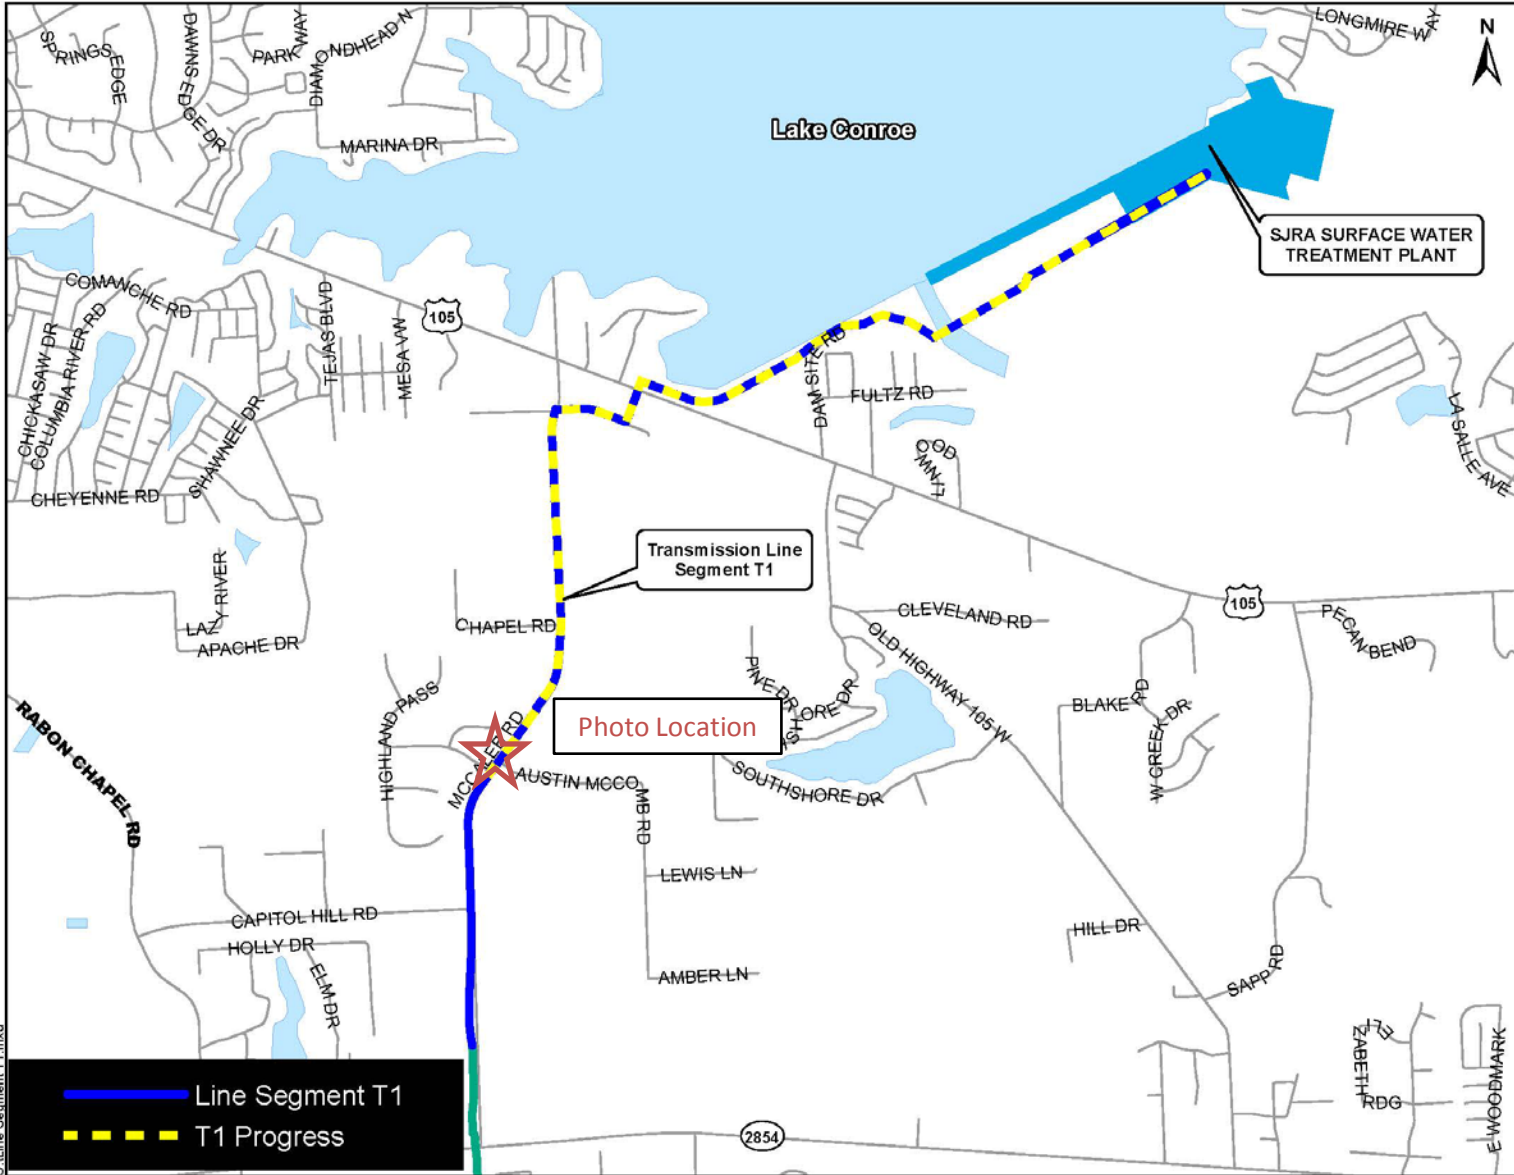 LONGMIRE WAY
N
SPRINGS EDGE
DAWNS EDGE DR
PARK WAY
DIAMONDHEAD N
MARINA DR
Lake Conroe
SJRA SURFACE WATER
TREATMENT PLANT
COMANCHE RD
105
TEJAS BLVD
MESA VW
CHICKASAW DR
COLUMBIA RIVER RD
SHAWNEE DR
CHEYENNE RD
DAM SITE RD
FULTZ RD
LA SALLE AVE
Transmission Line
Segment T1
LAZY RIVER
APACHE DR
CHAPEL RD
CLEVELAND RD
105
PECAN BEND
OLD HIGHWAY 105 W
PINE DR
SHORE DR
BLAKE RD
W CREEK DR
HIGHLAND PASS
Photo Location
RABON CHAPEL RD
AUSTIN MCCOMB RD
SOUTHSHORE DR
LEWIS LN
CAPITOL HILL RD
HOLLY DR
ELM DR
AMBER LN
HILL DR
SAPP RD
ELIZABETH RDG
E WOODMARK
Line Segment T1
T1 Progress
2854